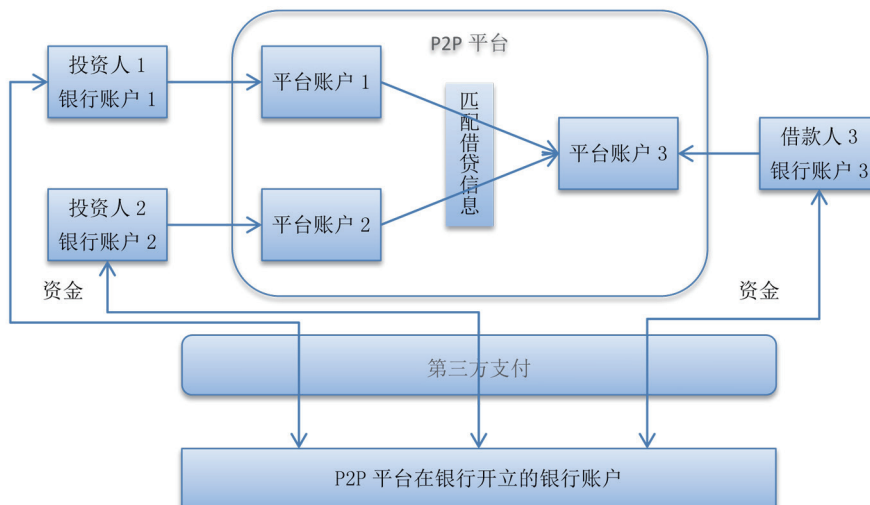 P2P 平台
投资人 1
银行账户 1
平台账户 1
匹配借贷信息
平台账户 3
借款人 3
银行账户 3
投资人 2
银行账户 2
平台账户 2
资金
资金
第三方支付
P2P 平台在银行开立的银行账户